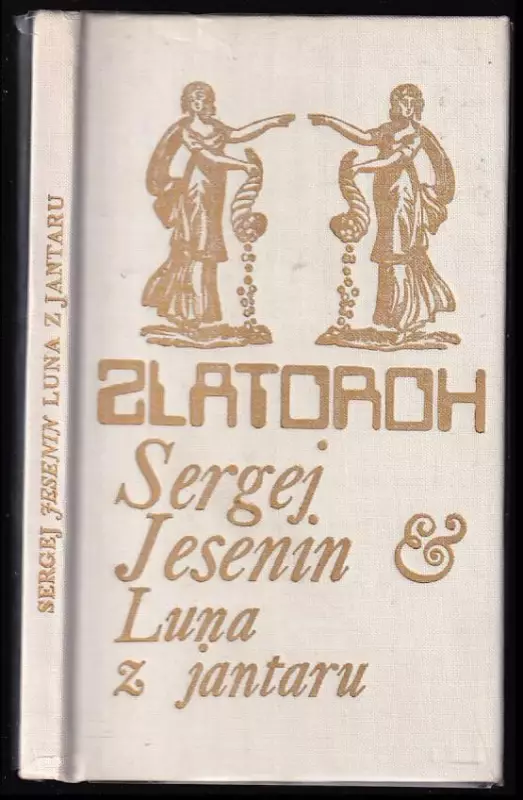 SERGEJ JESENIN LUNA Z JANTARU
ZLATOROH
Sergej
Jesenin &
Luna
z jantaru